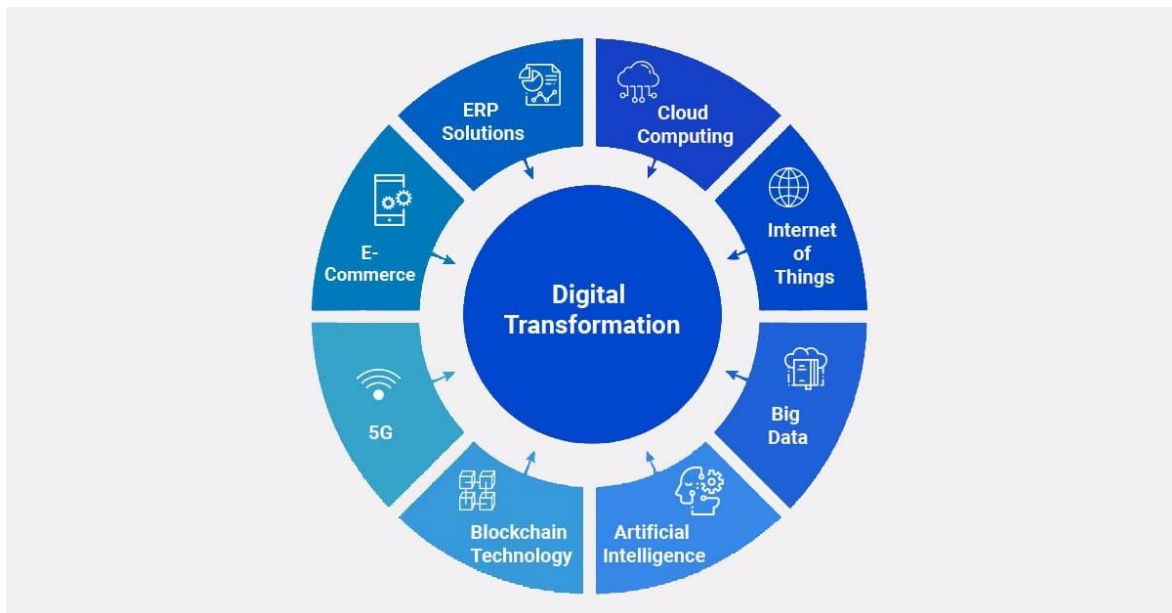 ERP
Solutions
Cloud
Computing
Internet
of
Things
Big
Data
Artificial
Intelligence
Blockchain
Technology
5G
E-
Commerce
Digital
Transformation